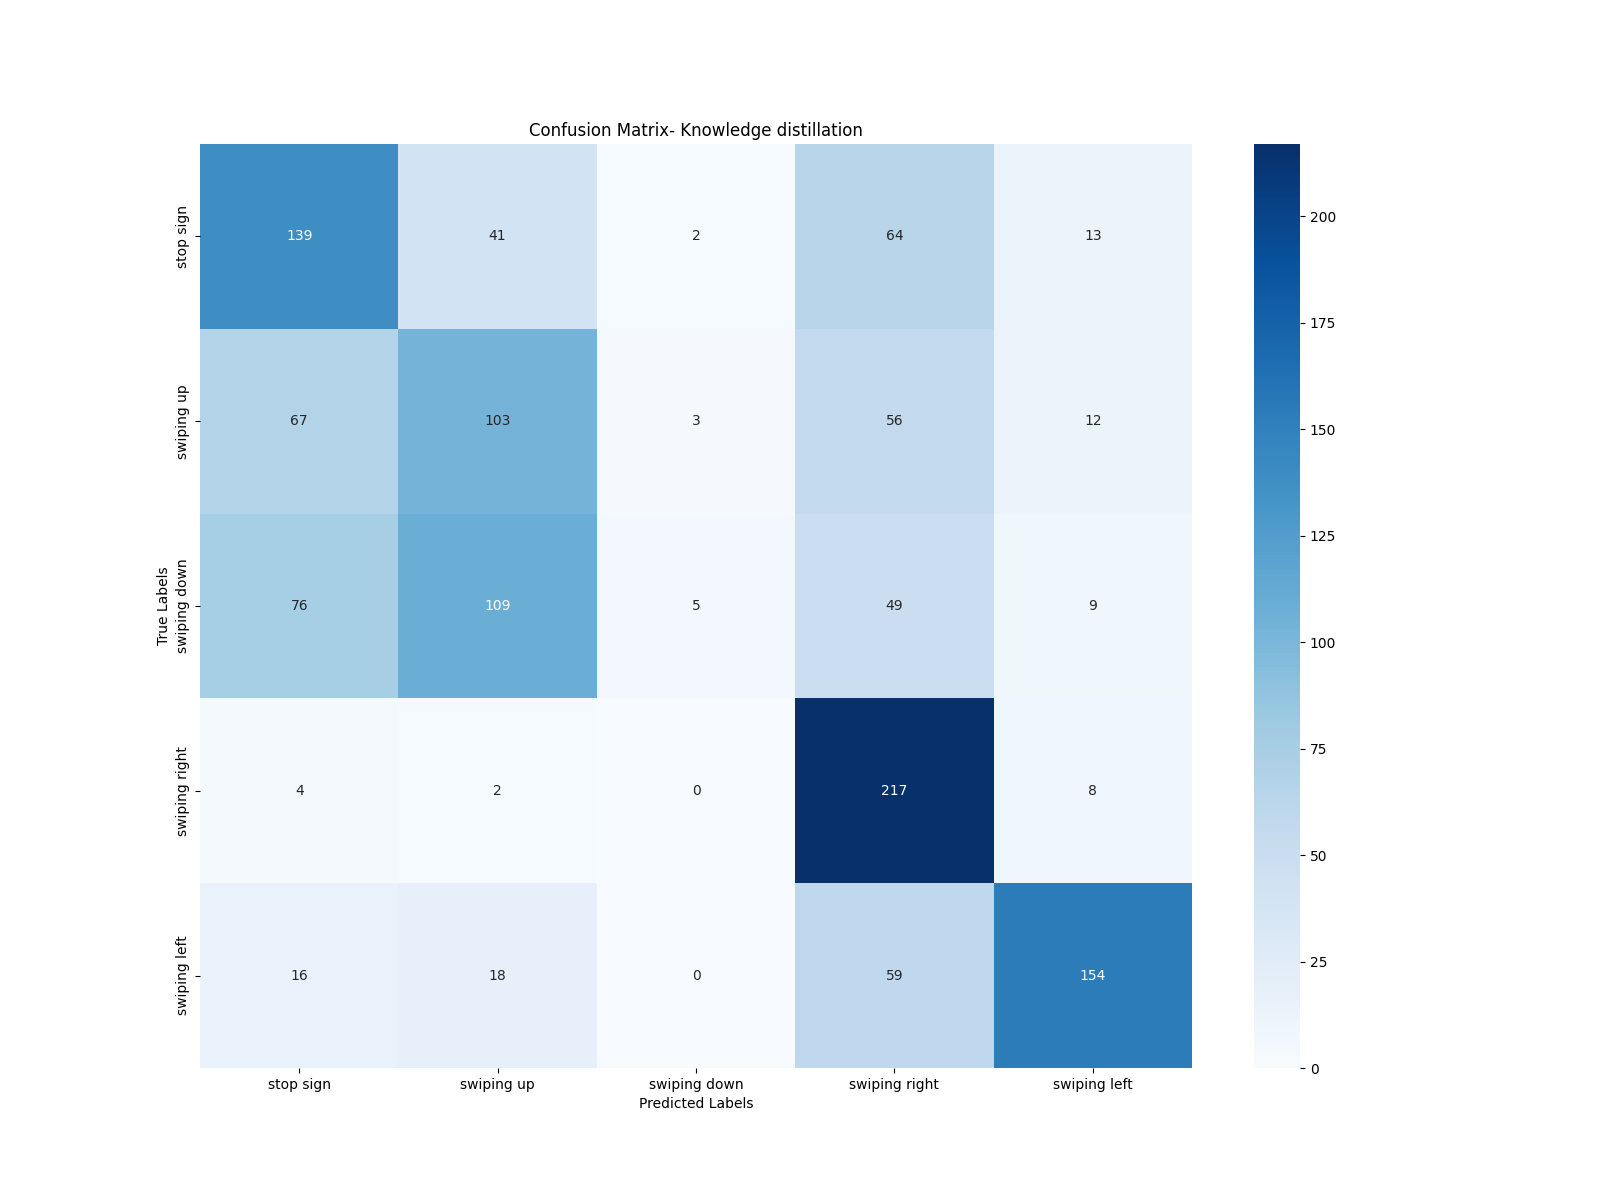 Confusion Matrix- Knowledge distillation
True Labels
stop sign
139 41 2 64 13
swiping up
67 103 3 56 12
swiping down
76 109 5 49 9
swiping right
4 2 0 217 8
swiping left
16 18 0 59 154
stop sign swiping up swiping down swiping right swiping left
Predicted Labels
200
175
150
125
100
75
50
25
0